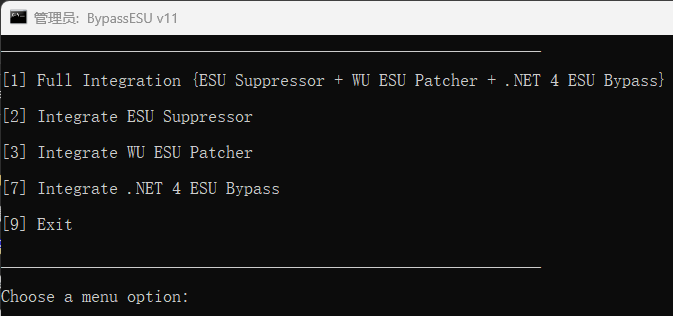 管理员: BypassESU v11
[1] Full Integration {ESU Suppressor + WU ESU Patcher + .NET 4 ESU Bypass}
[2] Integrate ESU Suppressor
[3] Integrate WU ESU Patcher
[7] Integrate .NET 4 ESU Bypass
[9] Exit
Choose a menu option: